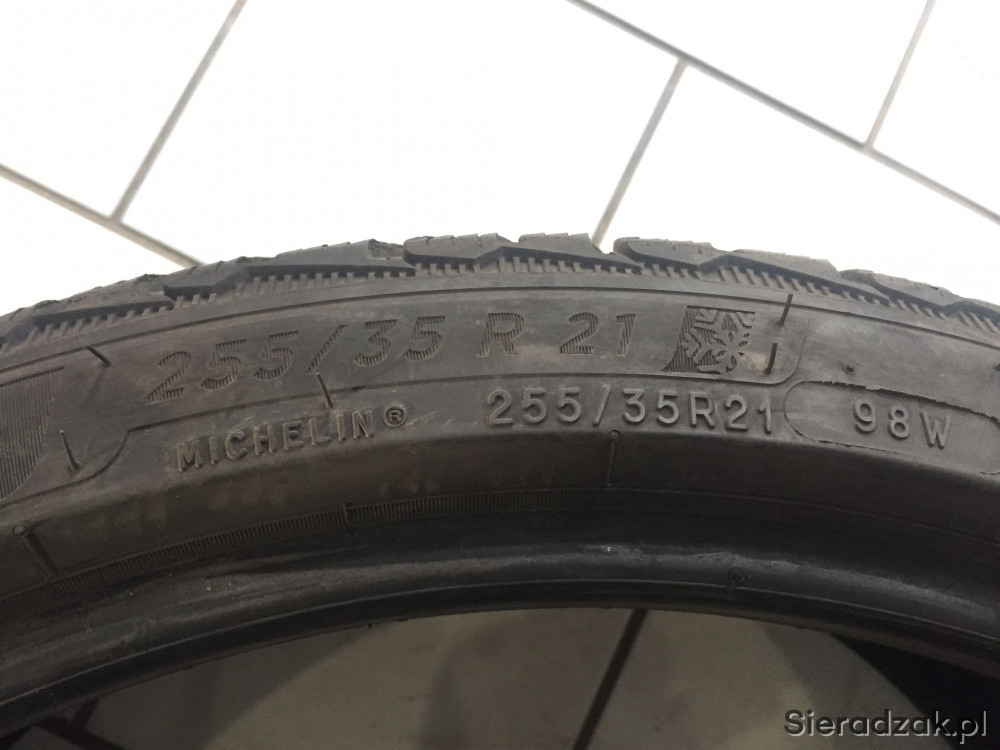 255/35 R 21
MICHELIN® 255/35R21 98W
Sieradzak.pl